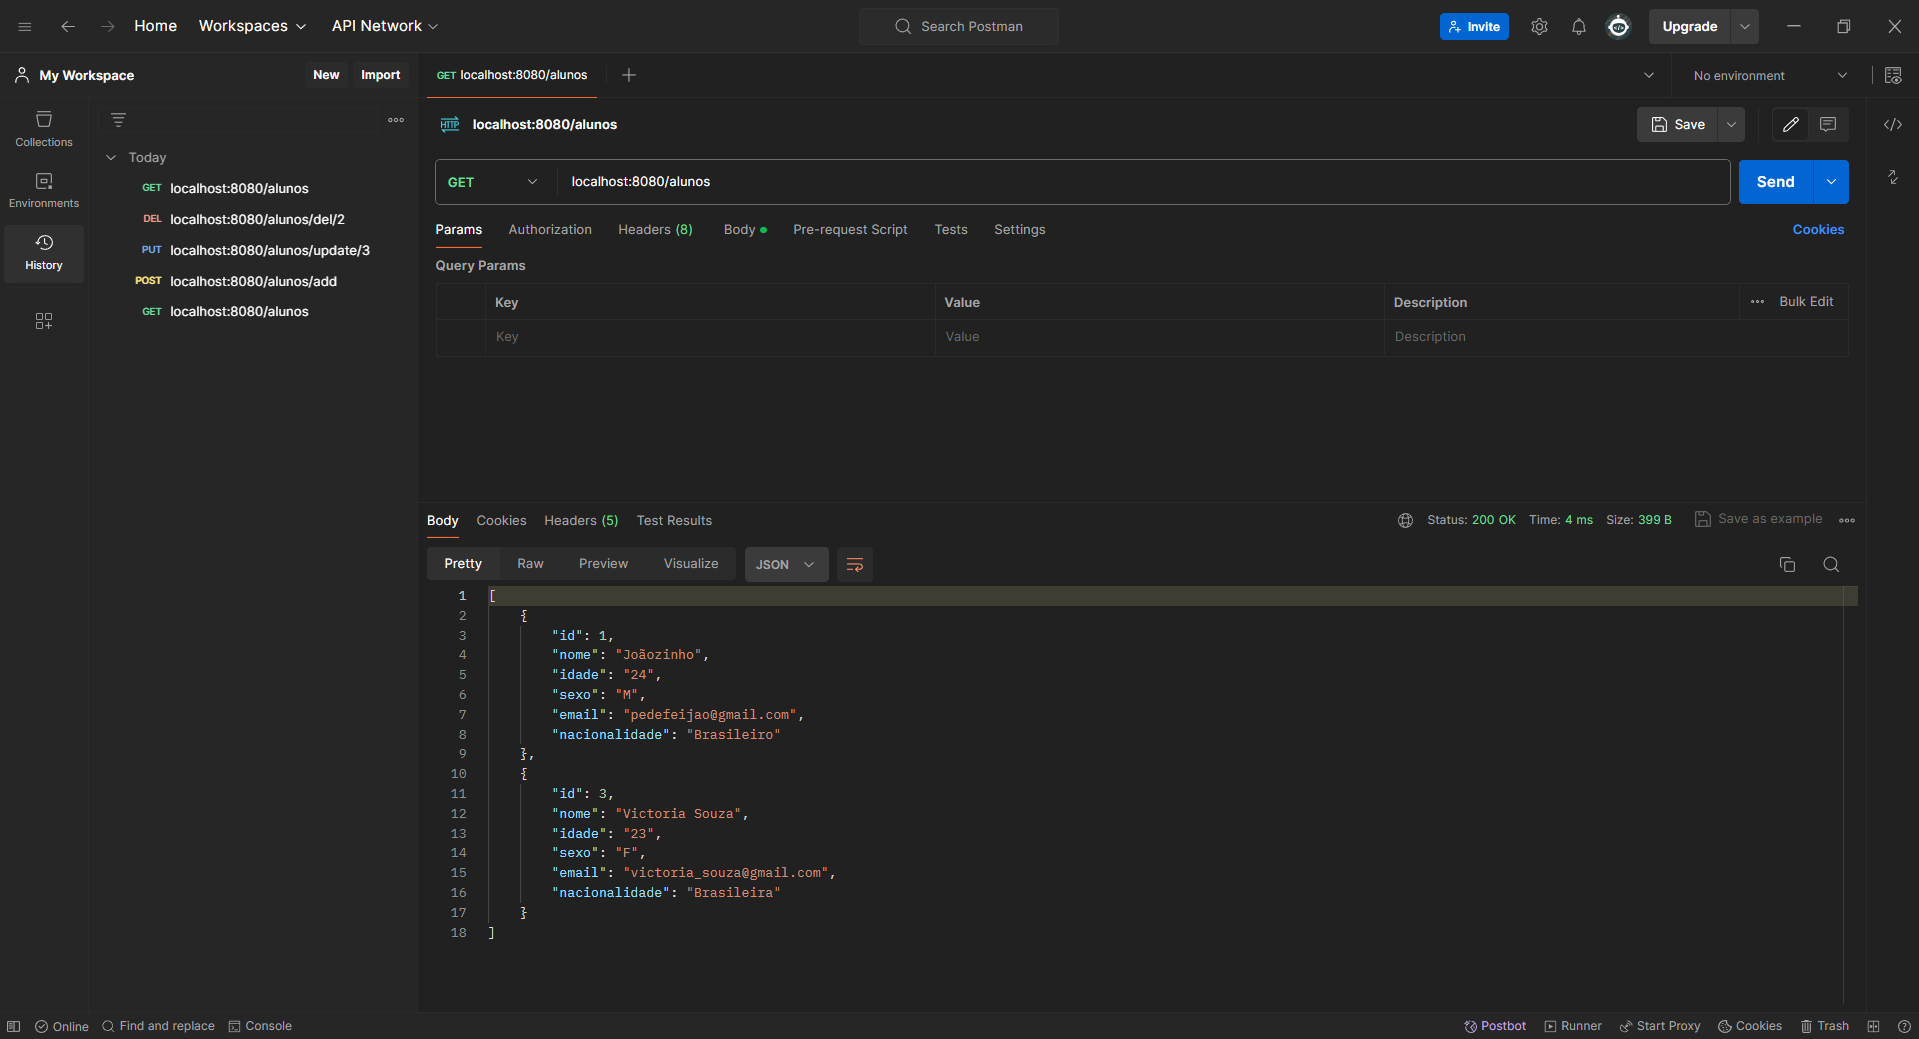 Home Workspaces API Network Search Postman Invite Upgrade
My Workspace New Import GET localhost:8080/alunos No environment
Collections
Environments
History
Today
GET localhost:8080/alunos
DEL localhost:8080/alunos/del/2
PUT localhost:8080/alunos/update/3
POST localhost:8080/alunos/add
GET localhost:8080/alunos
HTTP localhost:8080/alunos Save
GET localhost:8080/alunos Send
Params Authorization Headers (8) Body Pre-request Script Tests Settings Cookies
Query Params
Key Value Description Bulk Edit
Key Value Description
Body Cookies Headers (5) Test Results Status: 200 OK Time: 4 ms Size: 399 B Save as example
Pretty Raw Preview Visualize JSON
1 [
2 {
3 "id": 1,
4 "nome": "Joãozinho",
5 "idade": "24",
6 "sexo": "M",
7 "email": "pedefeijao@gmail.com",
8 "nacionalidade": "Brasileiro"
9 },
10 {
11 "id": 3,
12 "nome": "Victoria Souza",
13 "idade": "23",
14 "sexo": "F",
15 "email": "victoria_souza@gmail.com",
16 "nacionalidade": "Brasileira"
17 }
18 ]
Online Find and replace Console Postbot Runner Start Proxy Cookies Trash